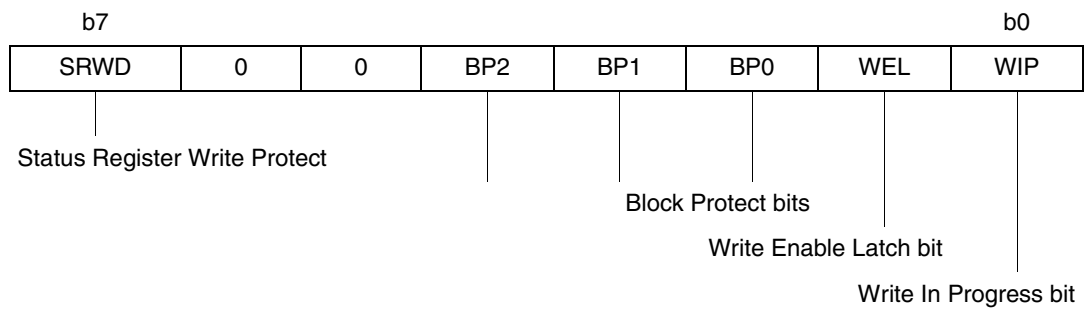 b7 b0
SRWD 0 0 BP2 BP1 BP0 WEL WIP
Status Register Write Protect
Block Protect bits
Write Enable Latch bit
Write In Progress bit